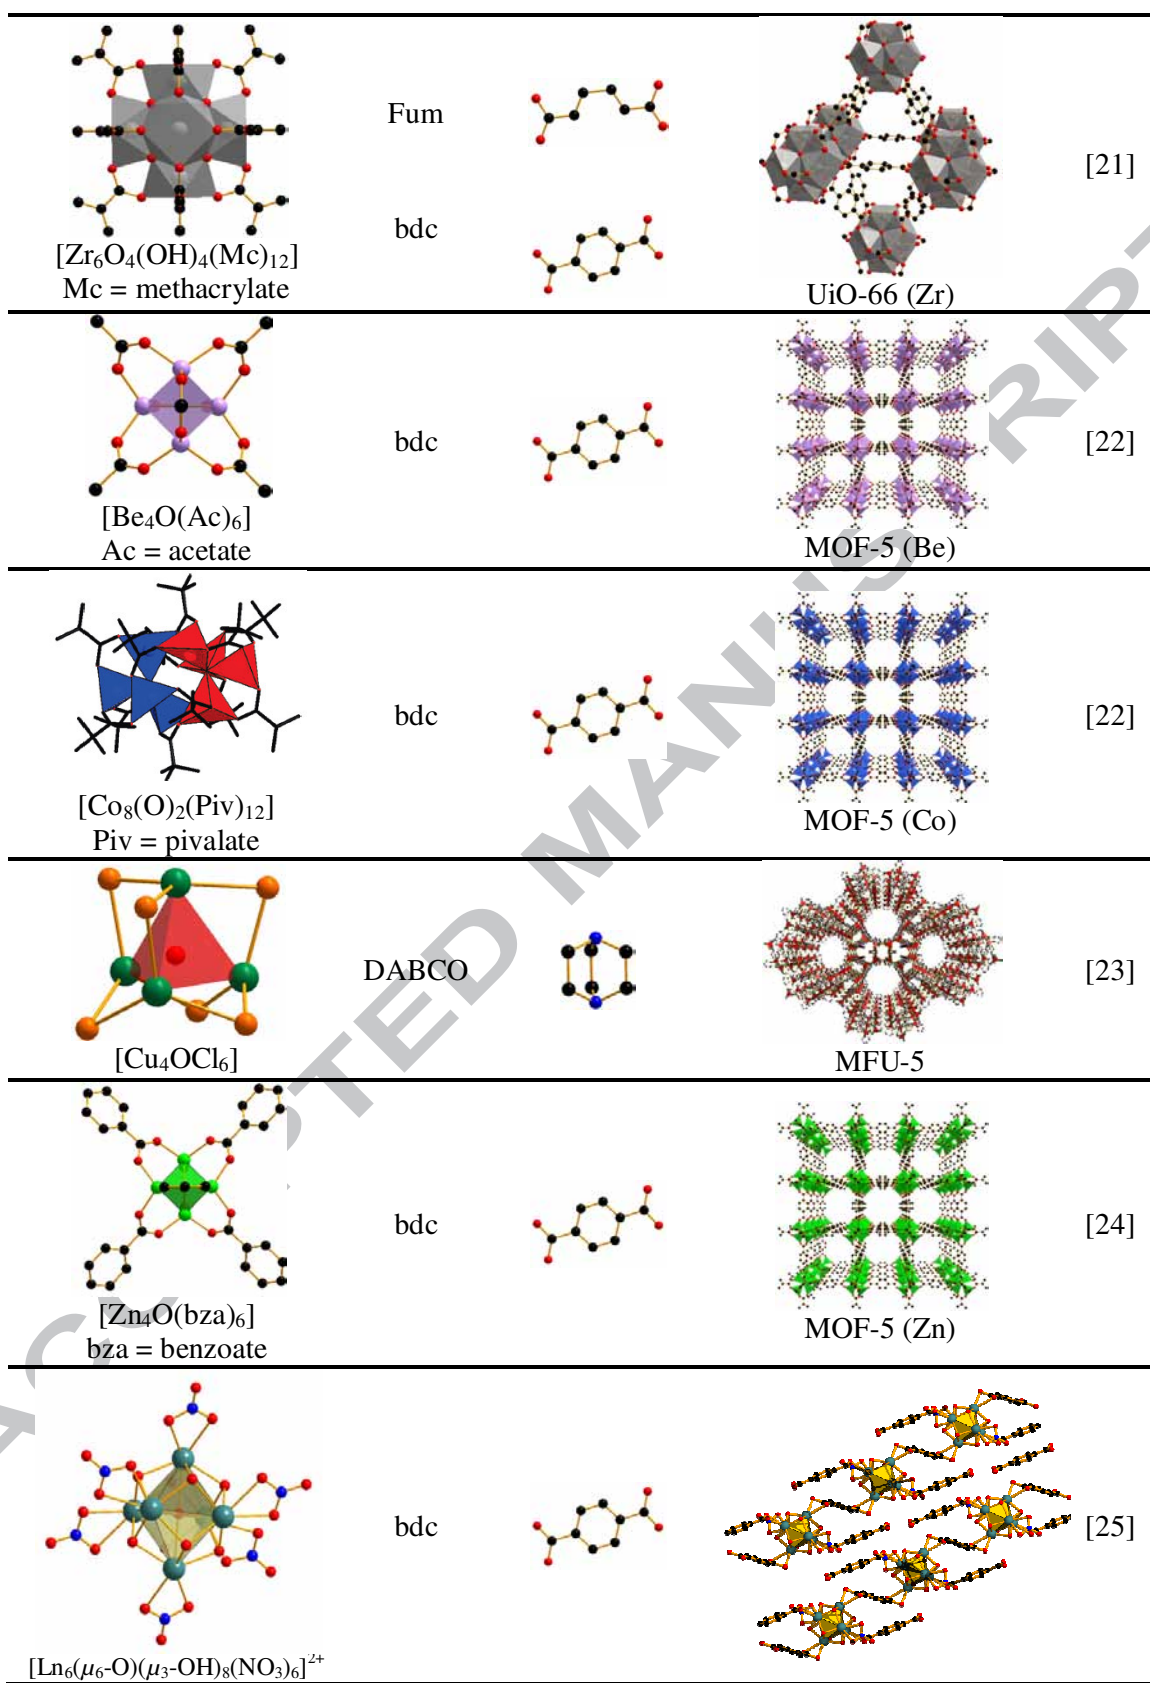 Fum
bdc
[21]
[Zr₆O₄(OH)₄(Mc)₁₂]
Mc = methacrylate
UiO-66 (Zr)
bdc
[22]
[Be₄O(Ac)₆]
Ac = acetate
MOF-5 (Be)
bdc
[22]
[Co₈(O)₂(Piv)₁₂]
Piv = pivalate
MOF-5 (Co)
DABCO
[23]
[Cu₄OCl₆]
MFU-5
bdc
[24]
[Zn₄O(bza)₆]
bza = benzoate
MOF-5 (Zn)
bdc
[25]
[Ln₆(μ₆-O)(μ₃-OH)₈(NO₃)₆]²⁺
ACCEPTED MANUSCRIPT